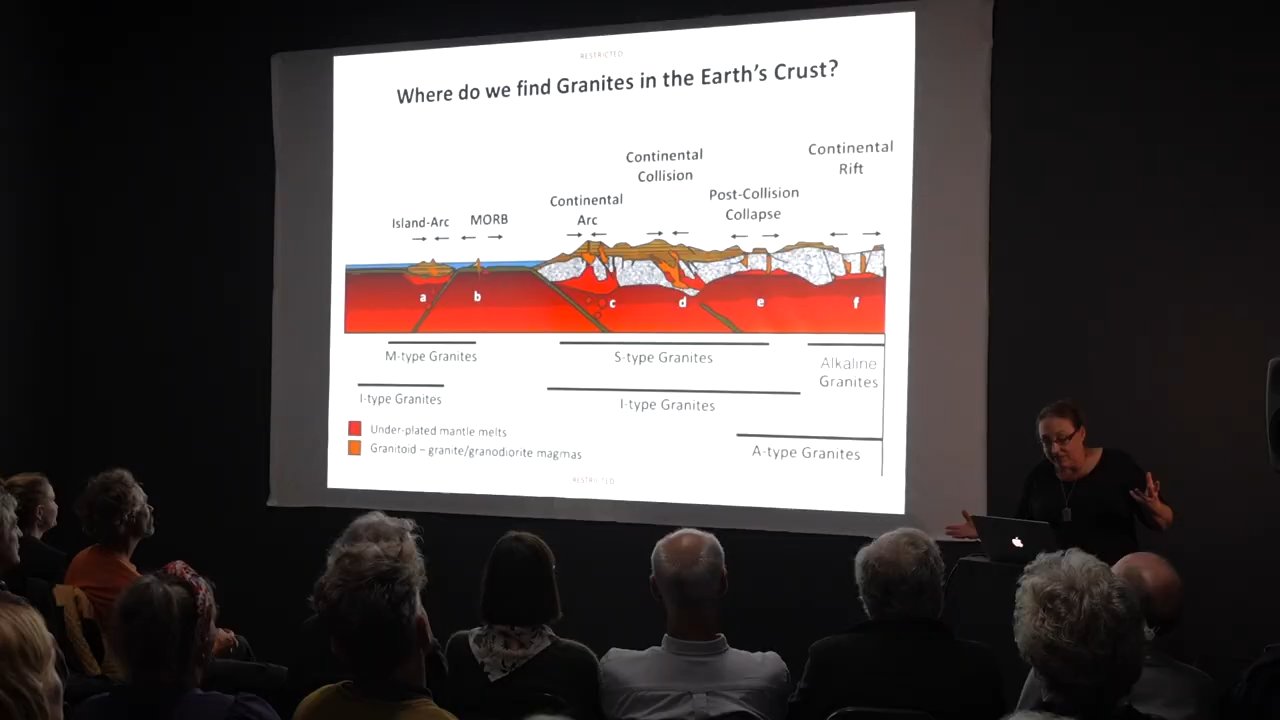 RESTRICTED
Where do we find Granites in the Earth's Crust?
Continental
Rift
Continental
Collision
Post-Collision
Collapse
Continental
Arc
Island-Arc
MORB
a
b
c
d
e
f
M-type Granites
S-type Granites
Alkaline
Granites
I-type Granites
I-type Granites
Under-plated mantle melts
Granitoid – granite/granodiorite magmas
A-type Granites
RESTRICTED